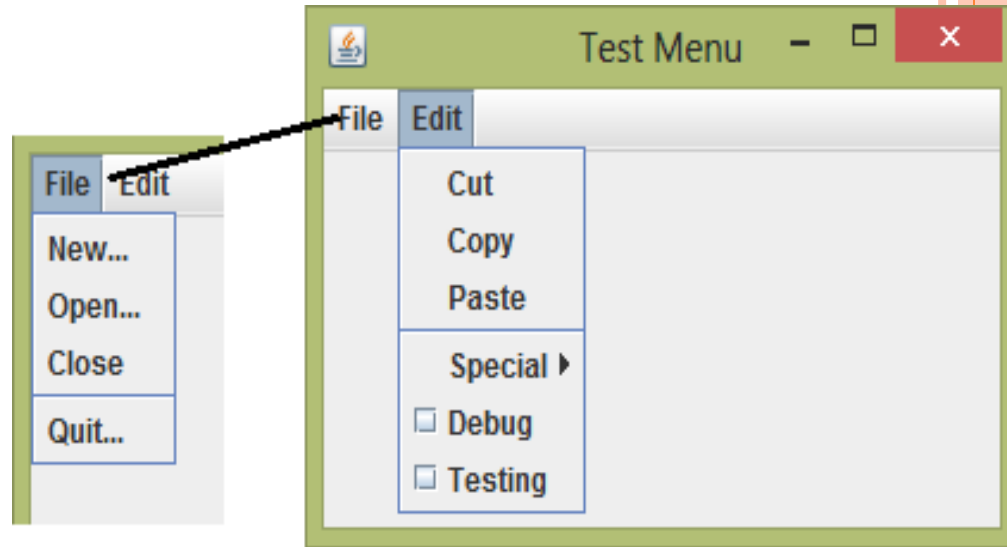 Test Menu
File Edit
Cut
Copy
Paste
Special
Debug
Testing
File Edit
New...
Open...
Close
Quit...